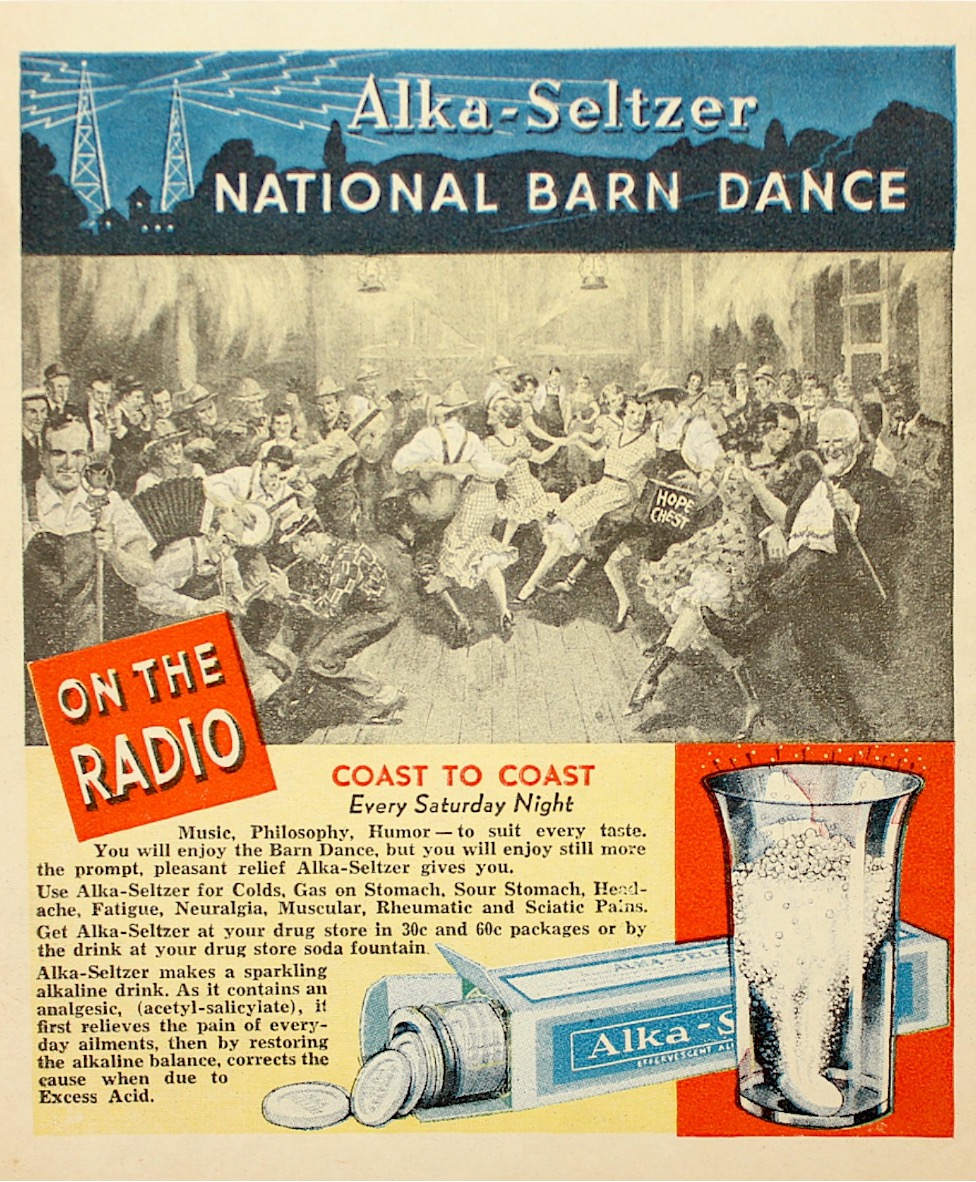 Alka-Seltzer
NATIONAL BARN DANCE
HOPE
CHEST
ON THE
RADIO
COAST TO COAST
Every Saturday Night
Music, Philosophy, Humor — to suit every taste.
You will enjoy the Barn Dance, but you will enjoy still more
the prompt, pleasant relief Alka-Seltzer gives you.
Use Alka-Seltzer for Colds, Gas on Stomach, Sour Stomach, Head-
ache, Fatigue, Neuralgia, Muscular, Rheumatic and Sciatic Pains.
Get Alka-Seltzer at your drug store in 30c and 60c packages or by
the drink at your drug store soda fountain.
Alka-Seltzer makes a sparkling
alkaline drink. As it contains an
analgesic, (acetyl-salicylate), it
first relieves the pain of every-
day ailments, then by restoring
the alkaline balance, corrects the
cause when due to
Excess Acid.
ALKA-SELT
Alka-S
EFFERVESCENT AL